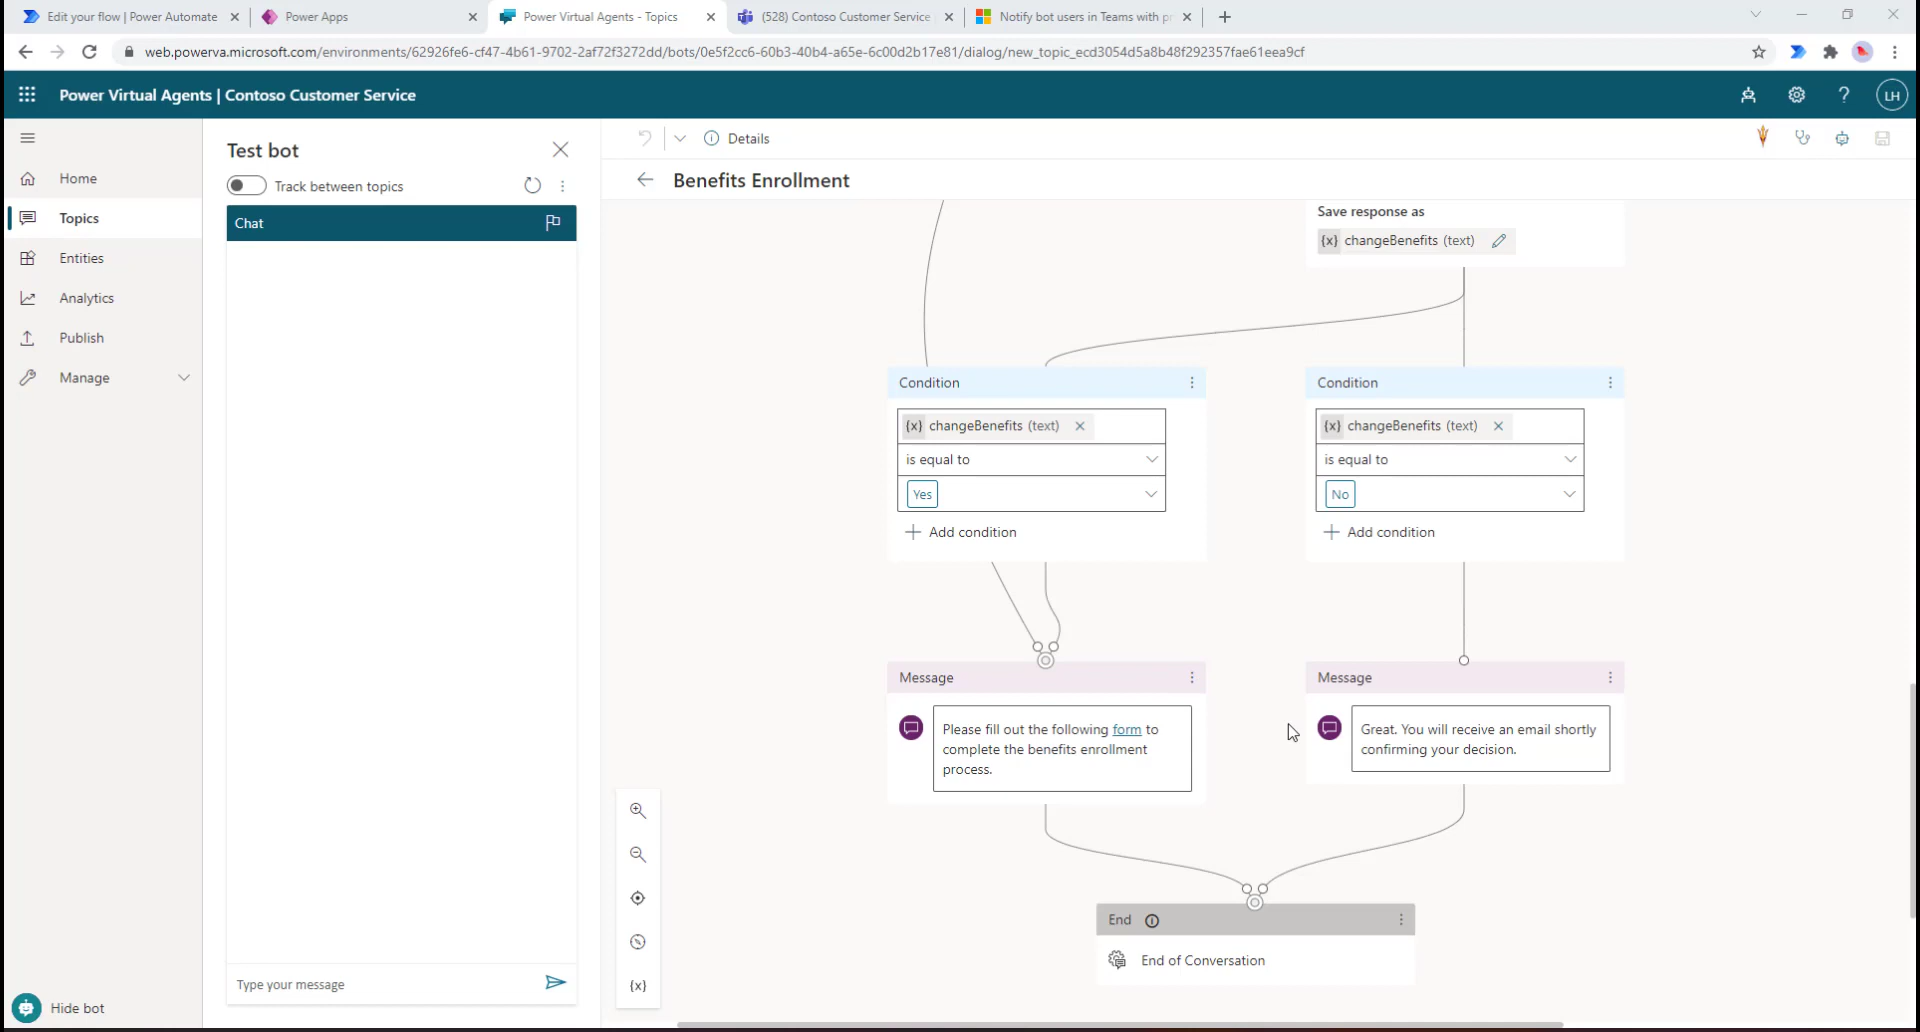 Edit your flow | Power Automate
Power Apps
Power Virtual Agents - Topics
(528) Contoso Customer Service
Notify bot users in Teams with pr
web.powerva.microsoft.com/environments/62926fe6-cf47-4b61-9702-2af72f3272dd/bots/0e5f2cc6-60b3-40b4-a65e-6c00d2b17e81/dialog/new_topic_ecd3054d5a8b48f292357fae61eea9cf
Power Virtual Agents | Contoso Customer Service
LH
Home
Topics
Entities
Analytics
Publish
Manage
Hide bot
Test bot
Track between topics
Chat
Type your message
Details
Benefits Enrollment
Save response as
{x} changeBenefits (text)
Condition
{x} changeBenefits (text)
is equal to
Yes
Add condition
Condition
{x} changeBenefits (text)
is equal to
No
Add condition
Message
Please fill out the following form to
complete the benefits enrollment
process.
Message
Great. You will receive an email shortly
confirming your decision.
End
End of Conversation
{x}